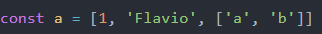 const a = [1, 'Flavio', ['a', 'b']]